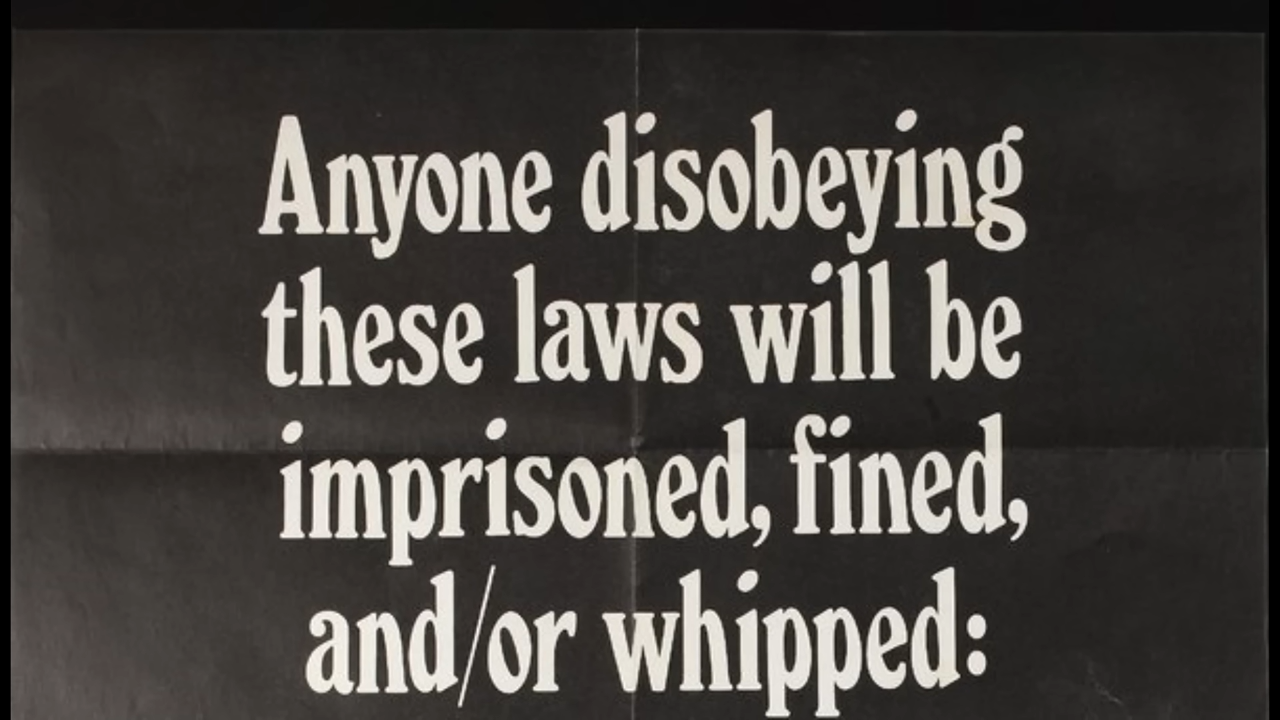 Anyone disobeying
these laws will be
imprisoned, fined,
and/or whipped: